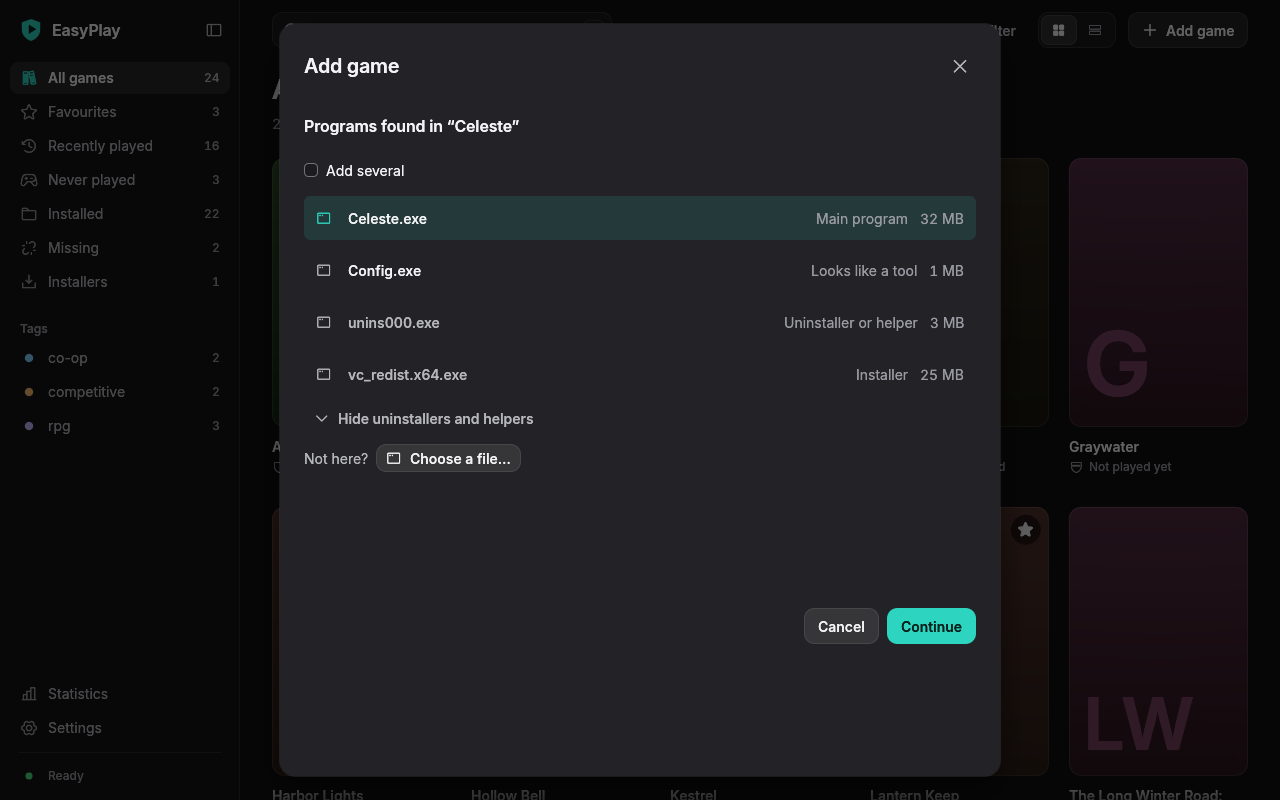 EasyPlay
All games 24
Favourites 3
Recently played 16
Never played 3
Installed 22
Missing 2
Installers 1
Tags
co-op 2
competitive 2
rpg 3
Statistics
Settings
Ready
Add game
Add game
Programs found in “Celeste”
Add several
Celeste.exe Main program 32 MB
Config.exe Looks like a tool 1 MB
unins000.exe Uninstaller or helper 3 MB
vc_redist.x64.exe Installer 25 MB
Hide uninstallers and helpers
Not here? Choose a file...
Cancel Continue
G
Graywater
Not played yet
LW
Harbor Lights Hollow Bell Kestrel Lantern Keep The Long Winter Road: